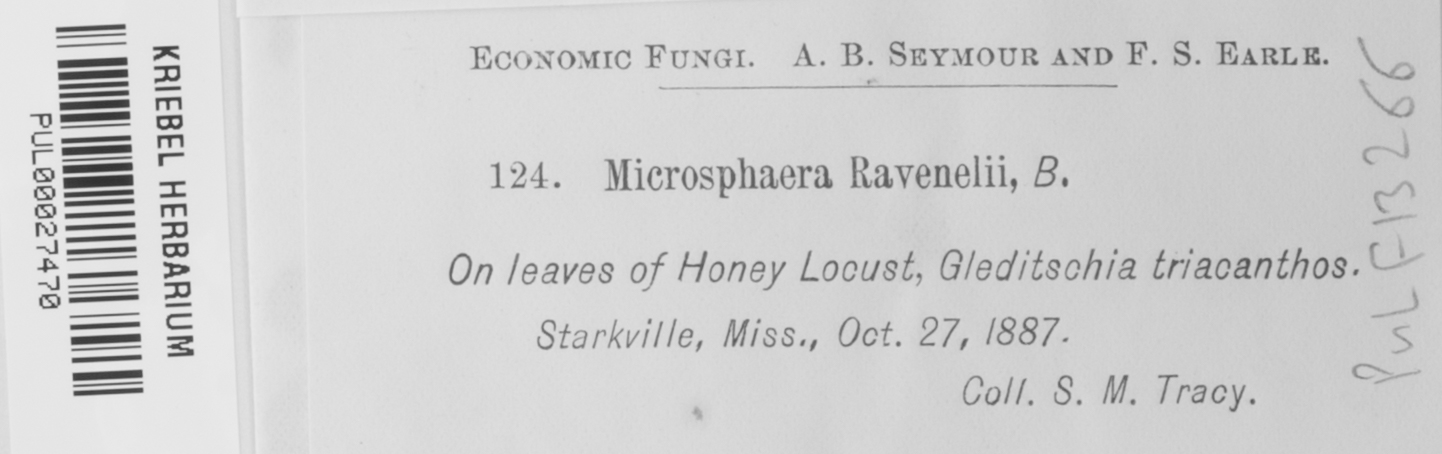 KRIEBEL HERBARIUM
PUL00027470
ECONOMIC FUNGI. A. B. SEYMOUR AND F. S. EARLE.
124. Microsphaera Ravenelii, B.
On leaves of Honey Locust, Gleditschia triacanthos.
Starkville, Miss., Oct. 27, 1887.
Coll. S. M. Tracy.
PUL F13299